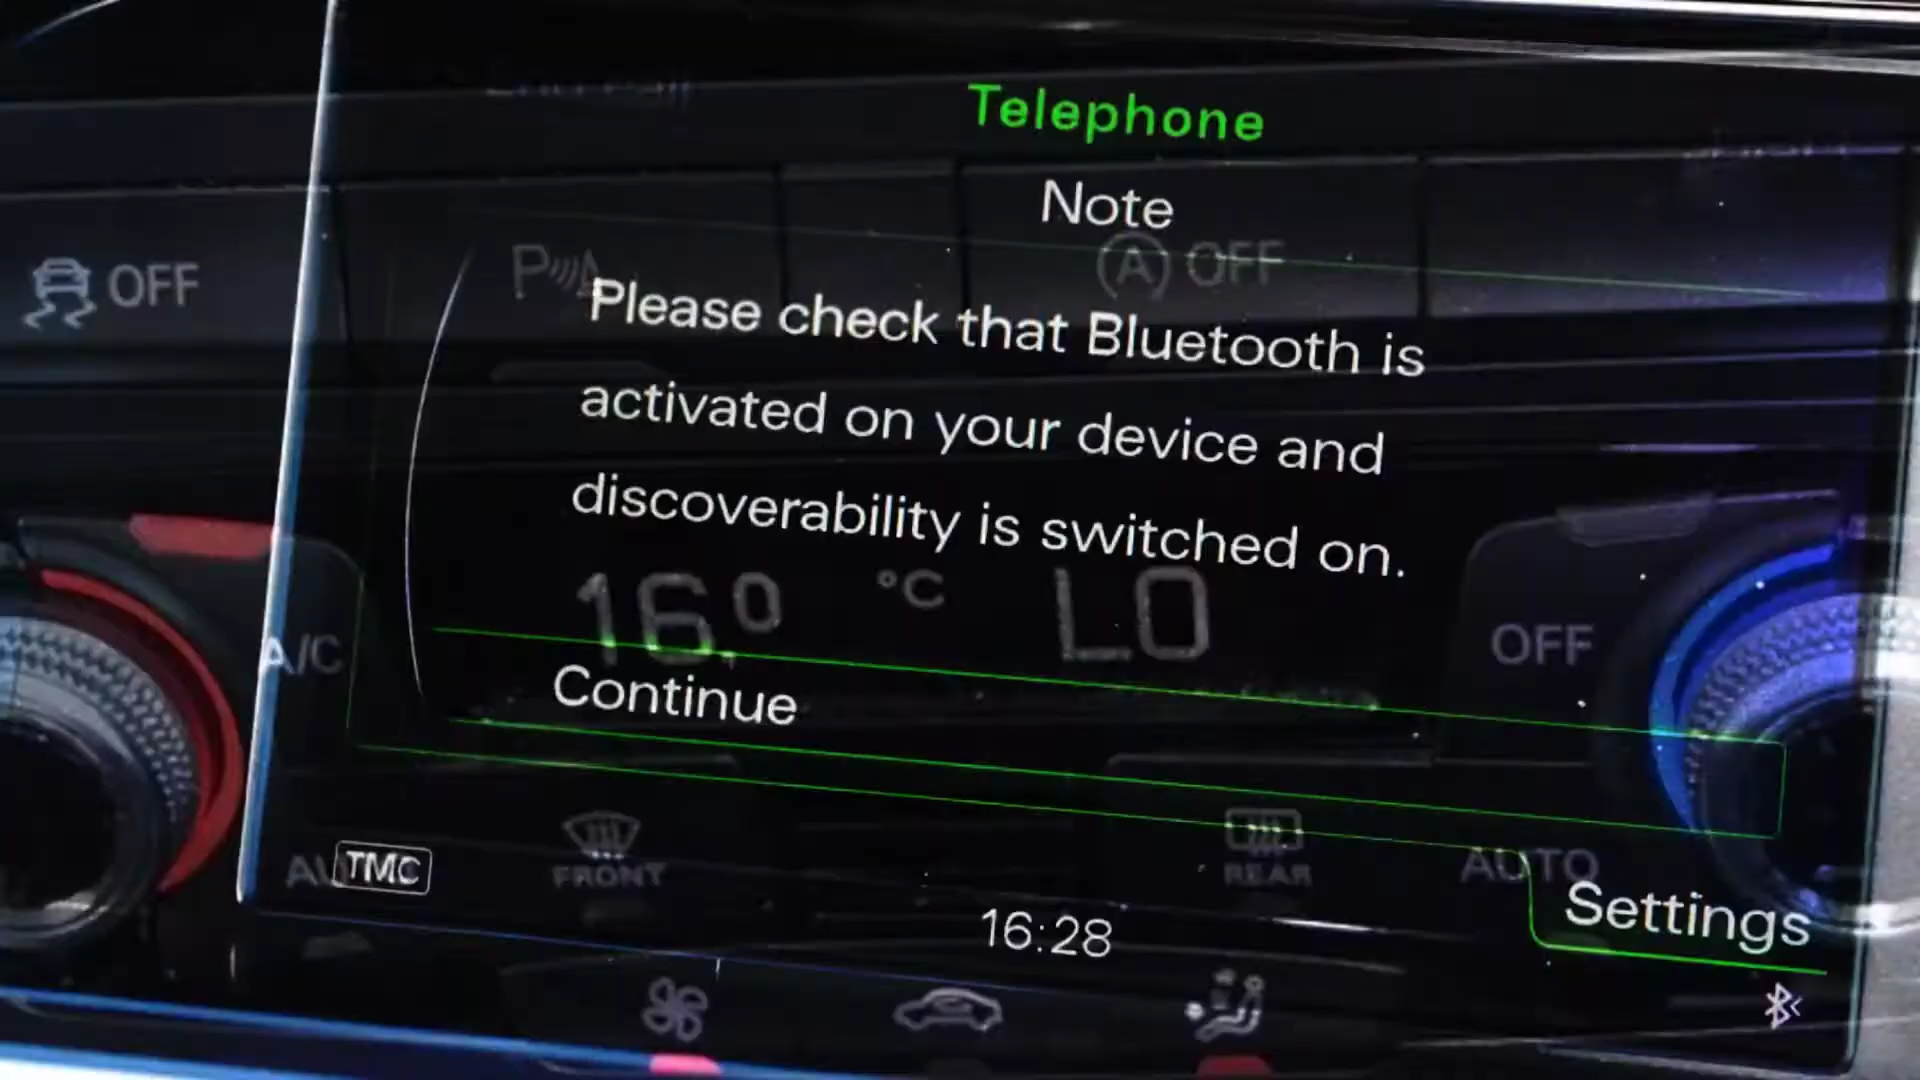 Telephone
Note
OFF
P
A OFF
Please check that Bluetooth is
activated on your device and
discoverability is switched on.
16.0 °C LO
A/C
OFF
Continue
TMC
FRONT
REAR
AUTO
Settings
16:28